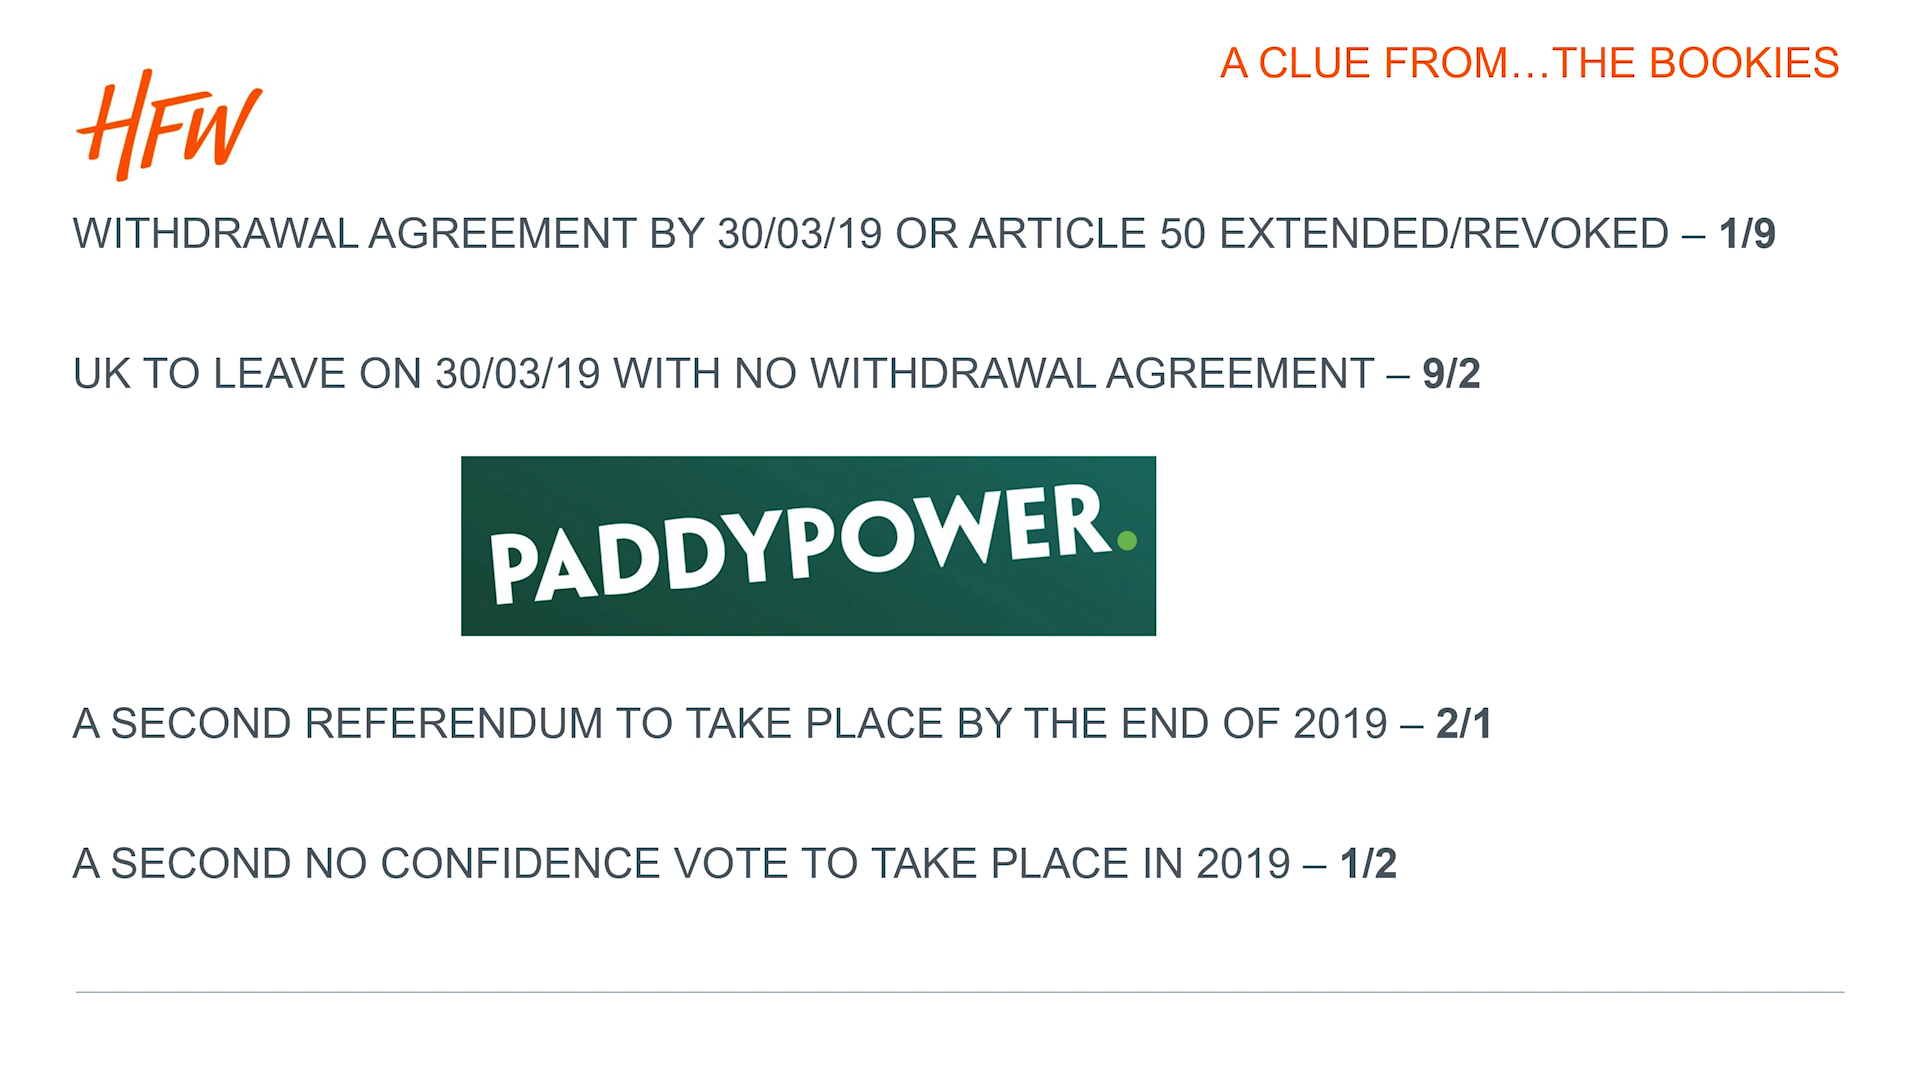 A CLUE FROM…THE BOOKIES
HFW
WITHDRAWAL AGREEMENT BY 30/03/19 OR ARTICLE 50 EXTENDED/REVOKED – 1/9
UK TO LEAVE ON 30/03/19 WITH NO WITHDRAWAL AGREEMENT – 9/2
PADDYPOWER.
A SECOND REFERENDUM TO TAKE PLACE BY THE END OF 2019 – 2/1
A SECOND NO CONFIDENCE VOTE TO TAKE PLACE IN 2019 – 1/2